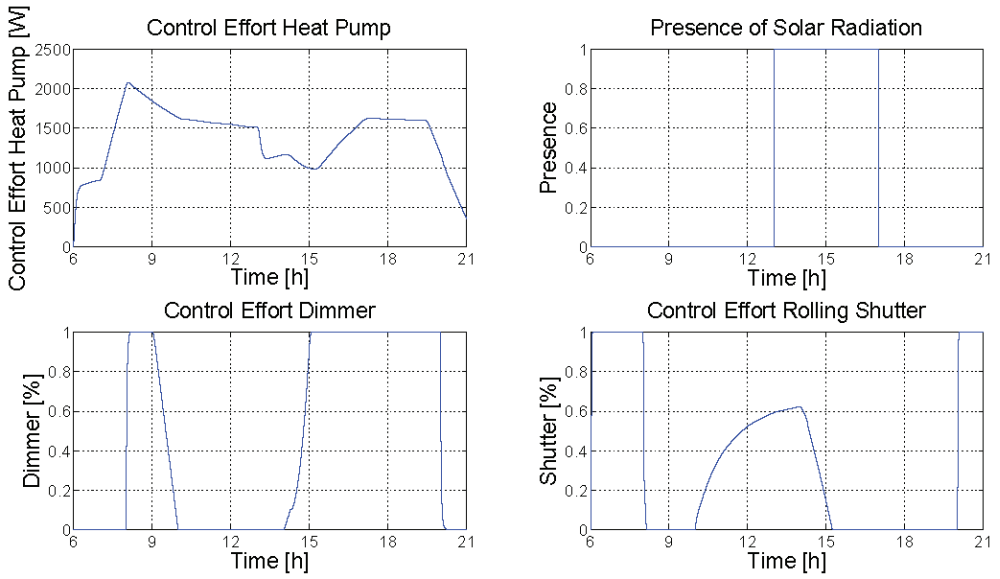 Control Effort Heat Pump
Control Effort Heat Pump [W]
2500
2000
1500
1000
500
0
6 9 12 15 18 21
Time [h]
Presence of Solar Radiation
Presence
1
0.8
0.6
0.4
0.2
0
6 9 12 15 18 21
Time [h]
Control Effort Dimmer
Dimmer [%]
1
0.8
0.6
0.4
0.2
0
6 9 12 15 18 21
Time [h]
Control Effort Rolling Shutter
Shutter [%]
1
0.8
0.6
0.4
0.2
0
6 9 12 15 18 21
Time [h]